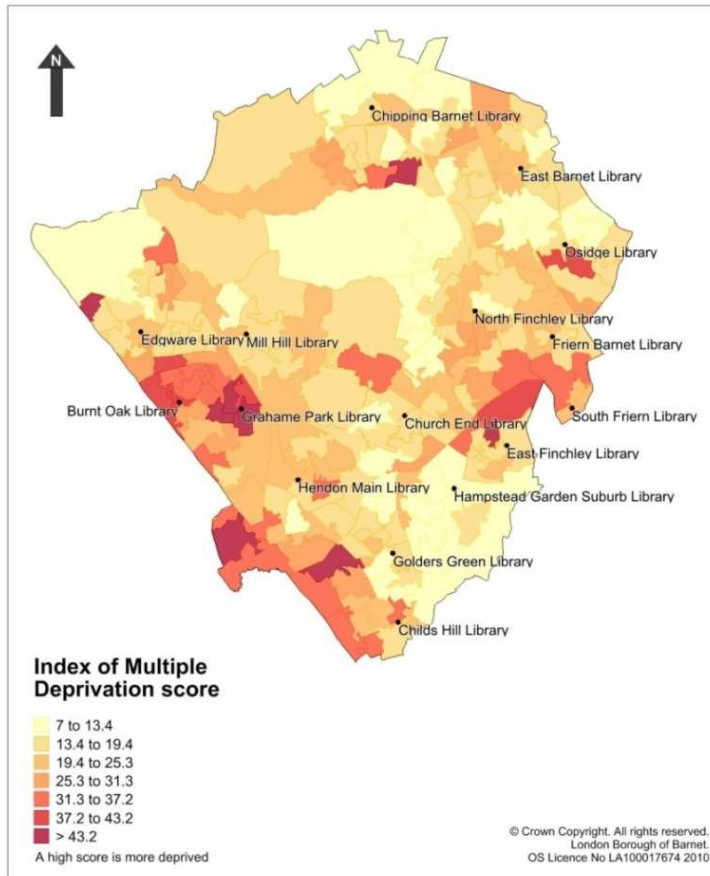 N
Chipping Barnet Library
East Barnet Library
Osidge Library
North Finchley Library
Edgware Library
Mill Hill Library
Friern Barnet Library
Burnt Oak Library
Grahame Park Library
Church End Library
South Friern Library
East Finchley Library
Hendon Main Library
Hampstead Garden Suburb Library
Golders Green Library
Childs Hill Library
Index of Multiple
Deprivation score
7 to 13.4
13.4 to 19.4
19.4 to 25.3
25.3 to 31.3
31.3 to 37.2
37.2 to 43.2
> 43.2
A high score is more deprived
© Crown Copyright. All rights reserved.
London Borough of Barnet.
OS Licence No LA100017674 2010